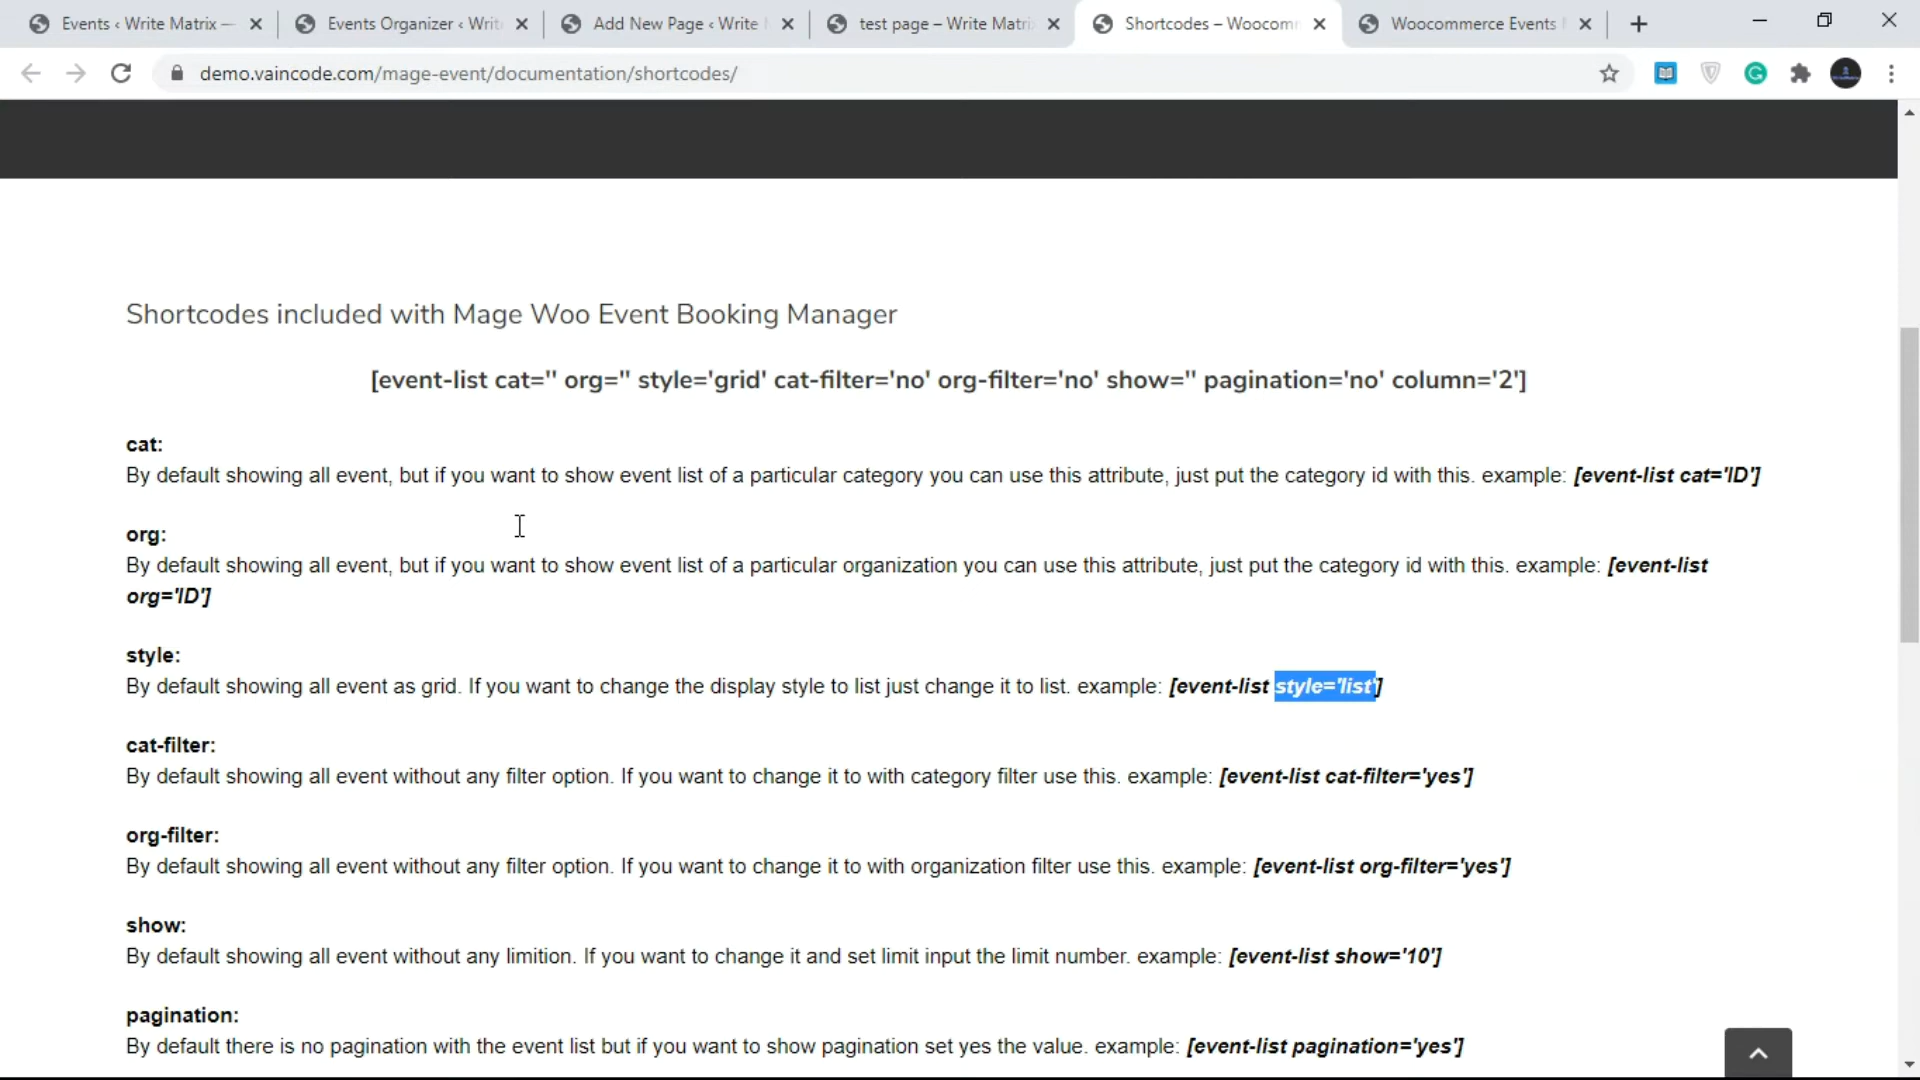 Events ‹ Write Matrix —
Events Organizer ‹ Write
Add New Page ‹ Write
test page – Write Matri
Shortcodes – Woocom
Woocommerce Events
demo.vaincode.com/mage-event/documentation/shortcodes/
Shortcodes included with Mage Woo Event Booking Manager
[event-list cat='' org='' style='grid' cat-filter='no' org-filter='no' show='' pagination='no' column='2']
cat:
By default showing all event, but if you want to show event list of a particular category you can use this attribute, just put the category id with this. example: [event-list cat='ID']
org:
By default showing all event, but if you want to show event list of a particular organization you can use this attribute, just put the category id with this. example: [event-list
org='ID']
style:
By default showing all event as grid. If you want to change the display style to list just change it to list. example: [event-list style='list']
cat-filter:
By default showing all event without any filter option. If you want to change it to with category filter use this. example: [event-list cat-filter='yes']
org-filter:
By default showing all event without any filter option. If you want to change it to with organization filter use this. example: [event-list org-filter='yes']
show:
By default showing all event without any limition. If you want to change it and set limit input the limit number. example: [event-list show='10']
pagination:
By default there is no pagination with the event list but if you want to show pagination set yes the value. example: [event-list pagination='yes']